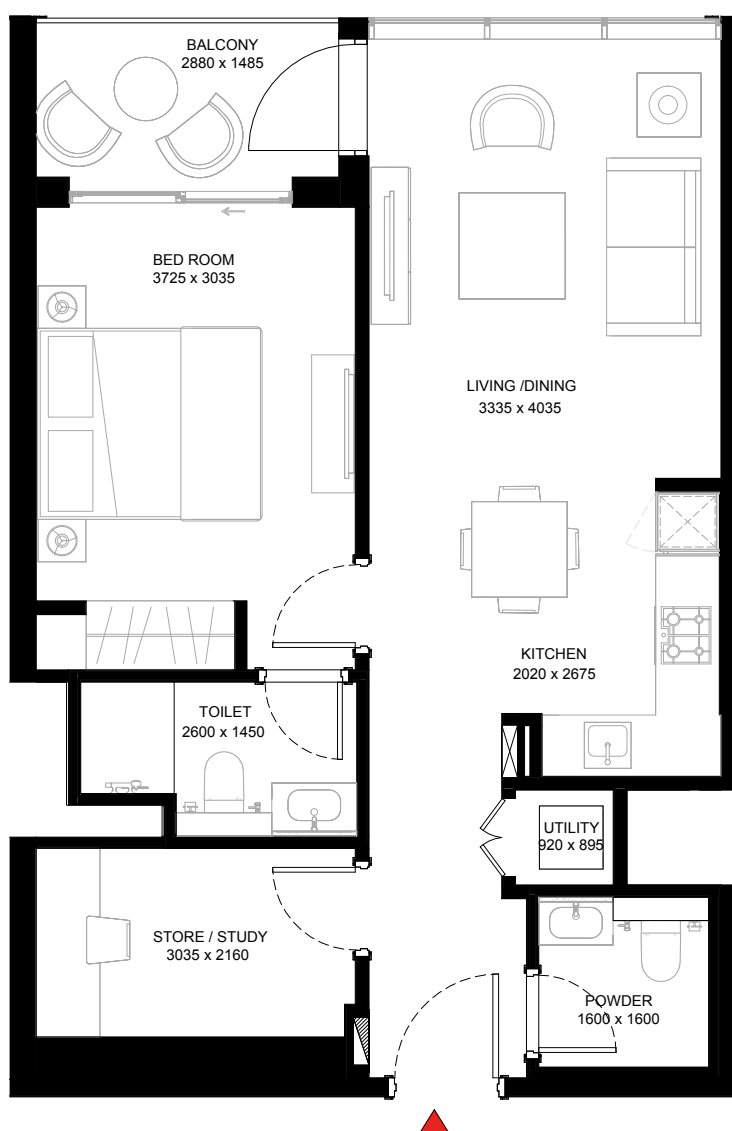 BALCONY
2880 x 1485
BED ROOM
3725 x 3035
LIVING /DINING
3335 x 4035
KITCHEN
2020 x 2675
TOILET
2600 x 1450
UTILITY
920 x 895
STORE / STUDY
3035 x 2160
POWDER
1600 x 1600